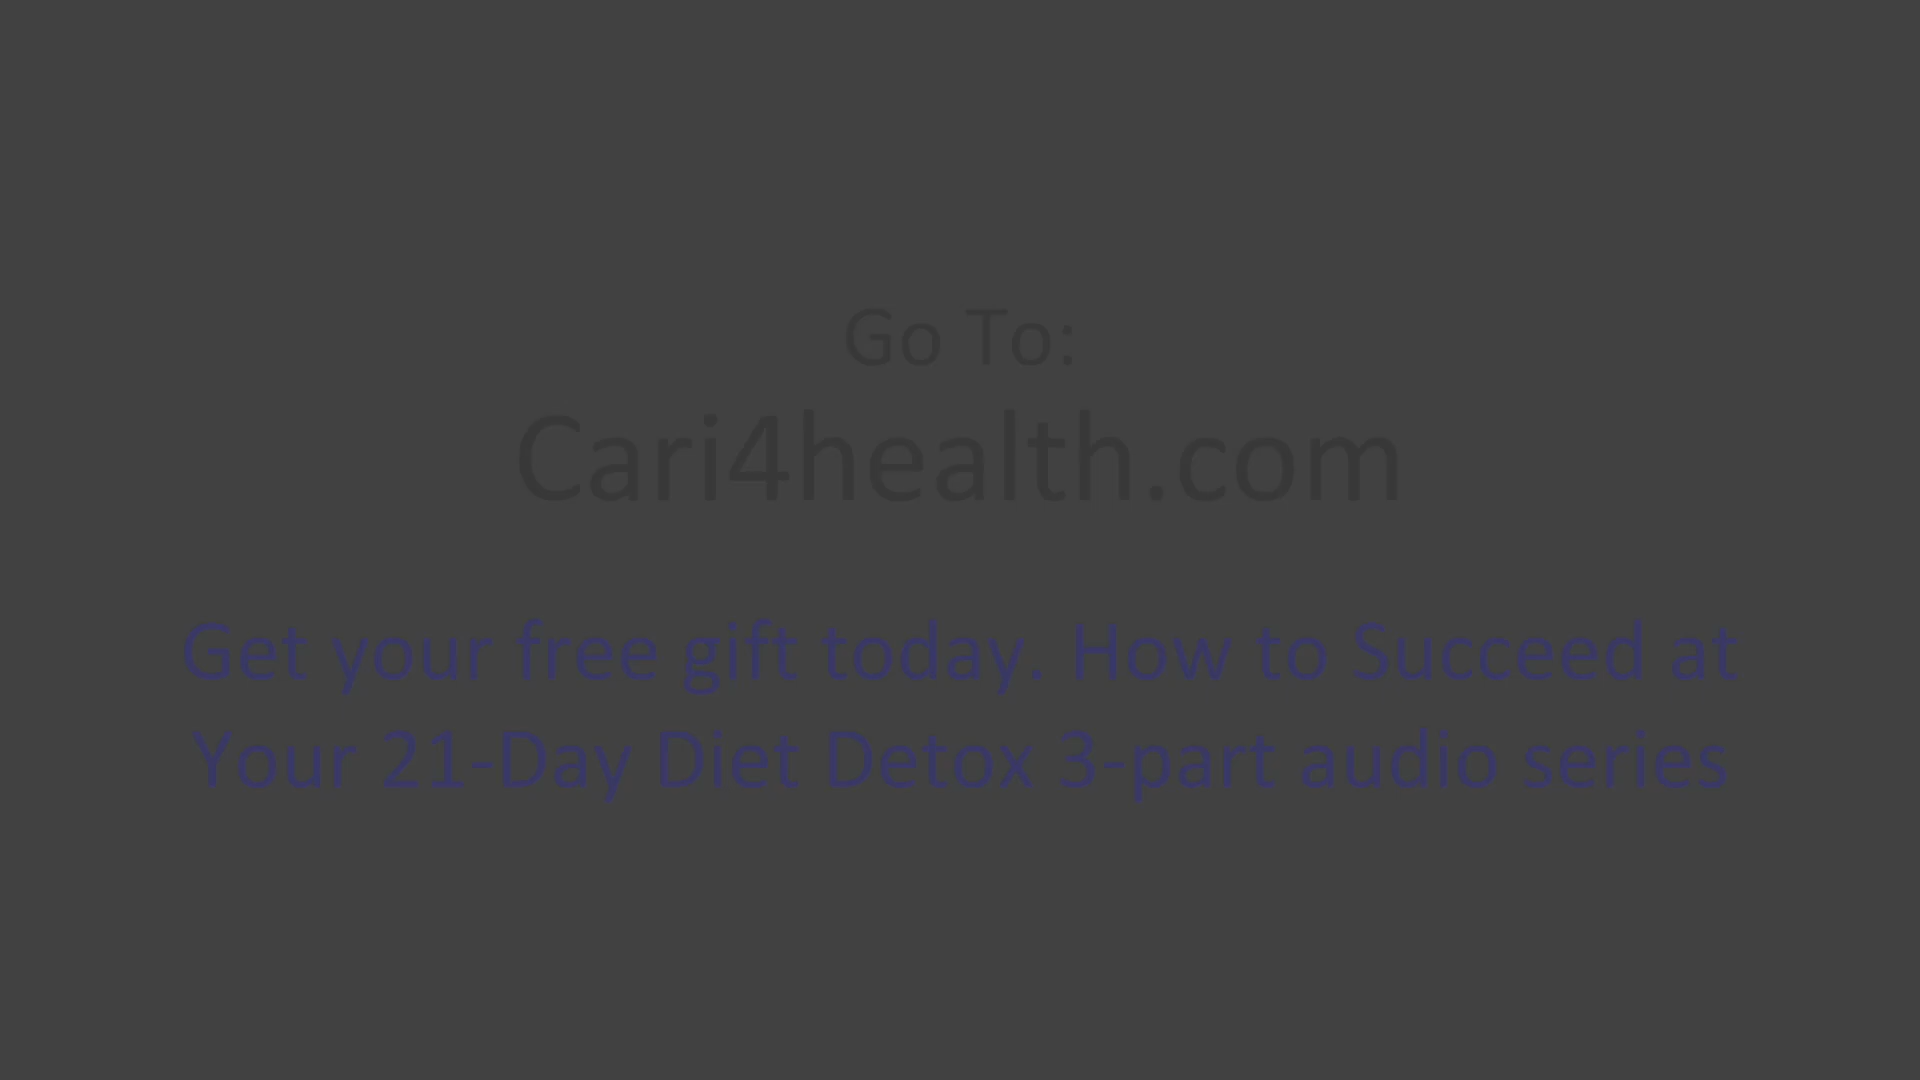 Go To:
Cari4health.com
Get your free gift today. How to Succeed at
Your 21-Day Diet Detox 3-part audio series